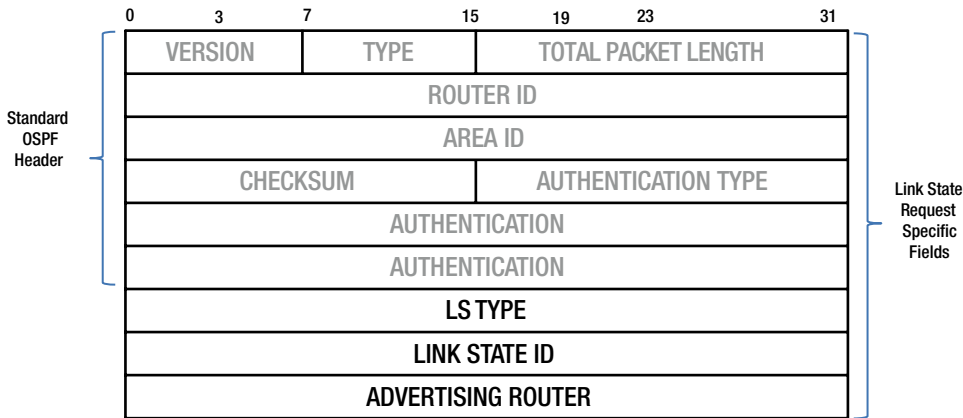 0 3 7 15 19 23 31
VERSION TYPE TOTAL PACKET LENGTH
ROUTER ID
AREA ID
CHECKSUM AUTHENTICATION TYPE
AUTHENTICATION
AUTHENTICATION
LS TYPE
LINK STATE ID
ADVERTISING ROUTER
Standard
OSPF
Header
Link State
Request
Specific
Fields